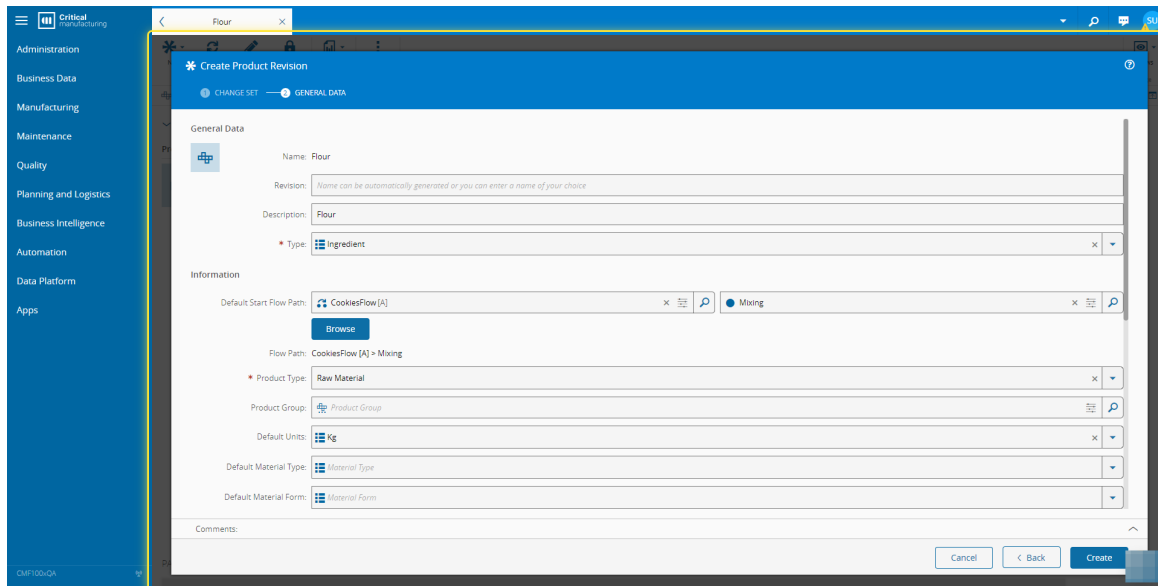 Critical
manufacturing
Flour
SU
Administration
Business Data
Manufacturing
Maintenance
Quality
Planning and Logistics
Business Intelligence
Automation
Data Platform
Apps
CMF100xQA
Create Product Revision
1 CHANGE SET
2 GENERAL DATA
General Data
Name: Flour
Revision: Name can be automatically generated or you can enter a name of your choice
Description: Flour
* Type: Ingredient
Information
Default Start Flow Path: CookiesFlow [A] Mixing
Browse
Flow Path: CookiesFlow [A] > Mixing
* Product Type: Raw Material
Product Group: Product Group
Default Units: Kg
Default Material Type: Material Type
Default Material Form: Material Form
Comments:
Cancel
< Back
Create